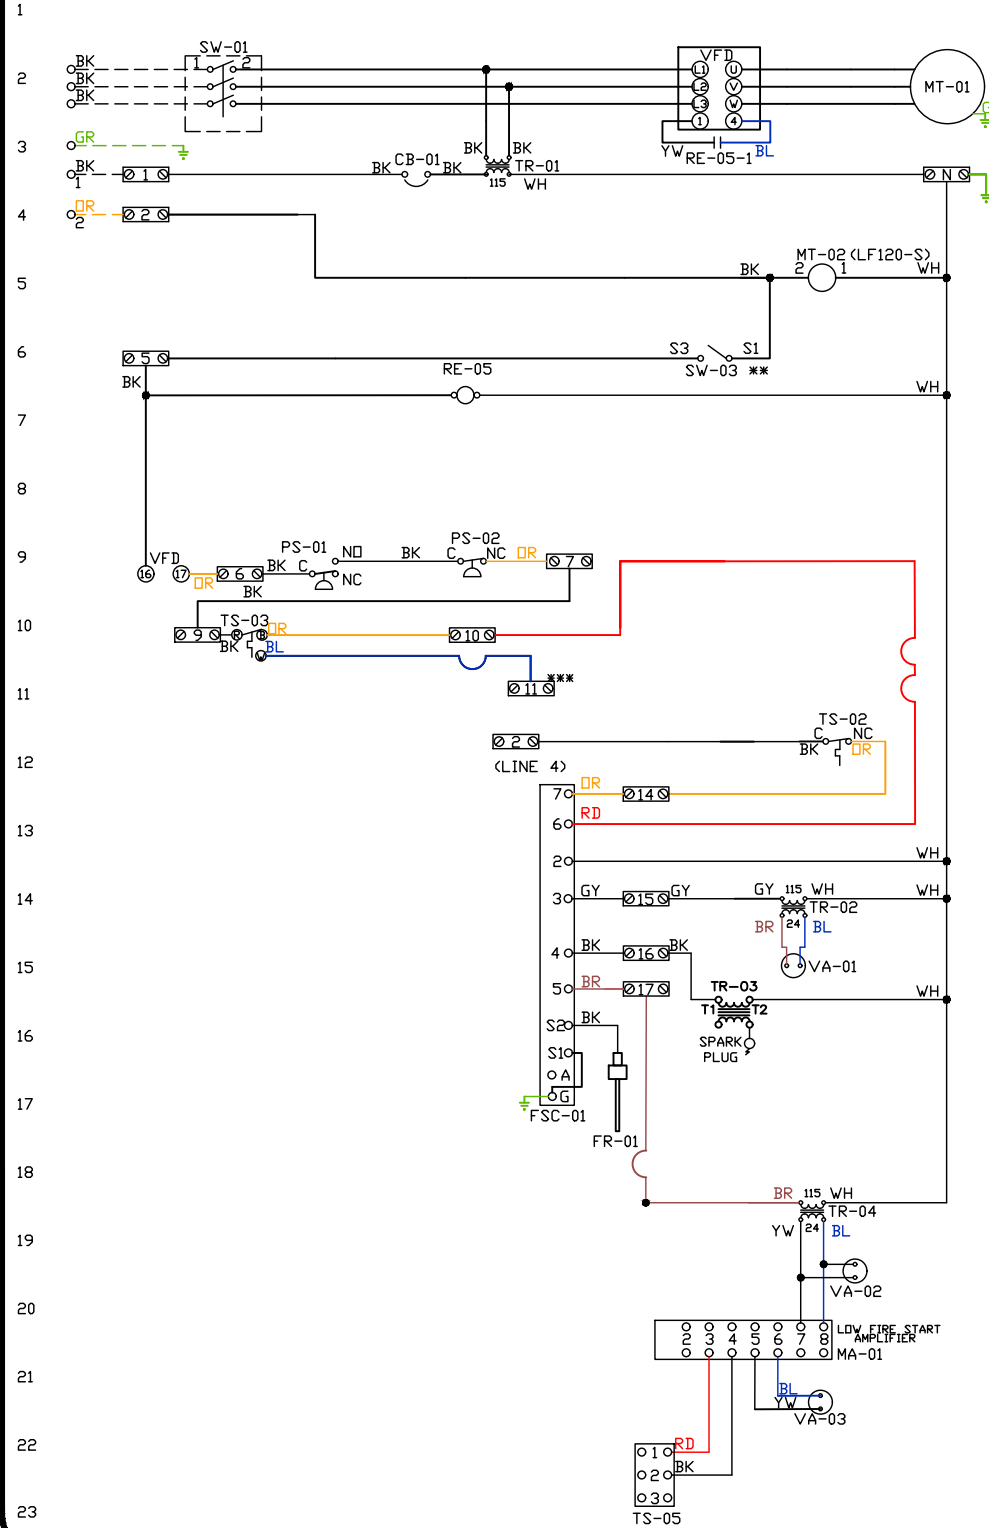 1
SW-01
VFD
BK 1 2 L1 U
2 BK L2 V MT-01
BK L3 W
1 4
GR
3 GR BK BK YW RE-05-1 BL
BK 1 BK CB-01 BK 115 TR-01 N
1 WH
OR
4 2
2
MT-02(LF120-S)
5 BK 2 1 WH
6 5 S3 S1
SW-03 **
BK RE-05 WH
7
8
9 VFD PS-01 NO BK PS-02
C NC OR 7
16 17 OR 6 BK C NC
BK
10 TS-03 OR
9 BK R B 10
W BL
11 11 ***
TS-02
2 C NC
BK OR
12 (LINE 4)
7 OR 14
13 6 RD
2 WH
14 3 GY 15 GY GY 115 WH WH
TR-02
BR 24 BL
4 BK 16 BK
15 VA-01
5 BR 17 TR-03 WH
T1 T2
S2 BK
16 SPARK
PLUG
S1
A
17 G
FSC-01
FR-01
18
BR 115 WH
TR-04
19 YW 24 BL
VA-02
20
LOW FIRE START
AMPLIFIER
2 3 4 5 6 7 8
MA-01
21
BL
YW
VA-03
22 1 RD
2 BK
3
23 TS-05